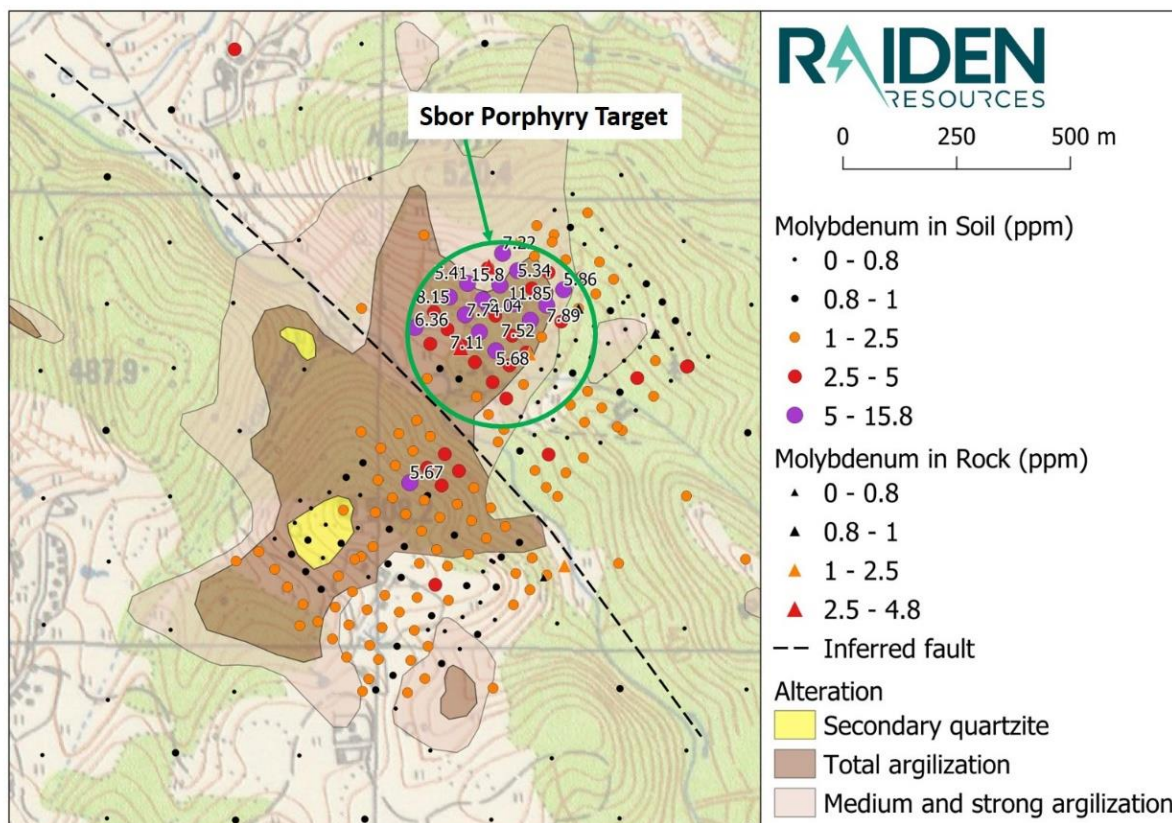 Sbor Porphyry Target
520.4
487.9
7.22
5.41
15.8
5.34
5.86
8.15
11.85
7.74
6.36
7.89
7.52
7.11
5.68
5.67
RAIDEN
RESOURCES
0 250 500 m
Molybdenum in Soil (ppm)
0 - 0.8
0.8 - 1
1 - 2.5
2.5 - 5
5 - 15.8
Molybdenum in Rock (ppm)
0 - 0.8
0.8 - 1
1 - 2.5
2.5 - 4.8
Inferred fault
Alteration
Secondary quartzite
Total argilization
Medium and strong argilization